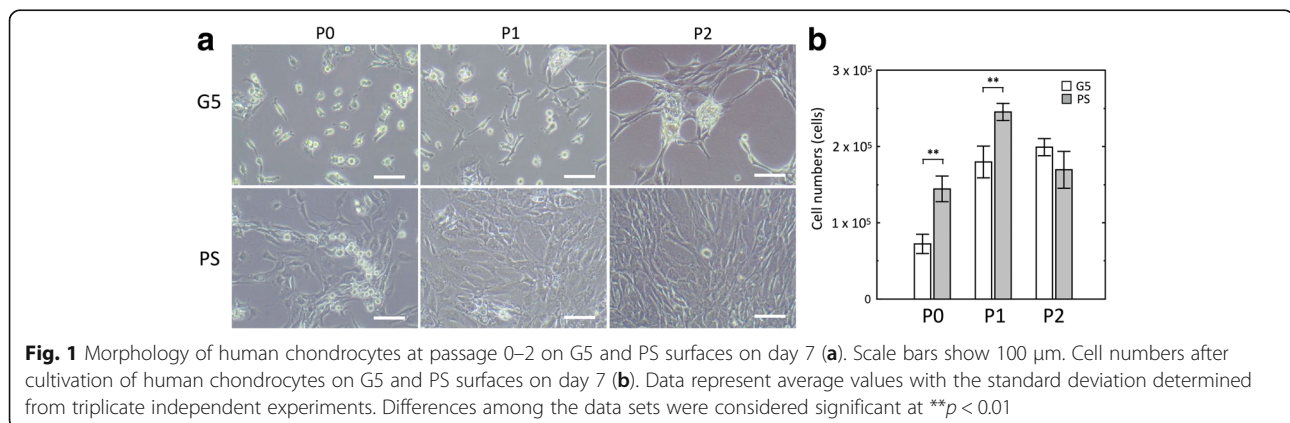 a
P0 P1 P2
G5
PS
b
3 x 10⁵
2 x 10⁵
1 x 10⁵
0
Cell numbers (cells)
G5
PS
**
**
P0 P1 P2
Fig. 1 Morphology of human chondrocytes at passage 0–2 on G5 and PS surfaces on day 7 (a). Scale bars show 100 μm. Cell numbers after
cultivation of human chondrocytes on G5 and PS surfaces on day 7 (b). Data represent average values with the standard deviation determined
from triplicate independent experiments. Differences among the data sets were considered significant at **p < 0.01